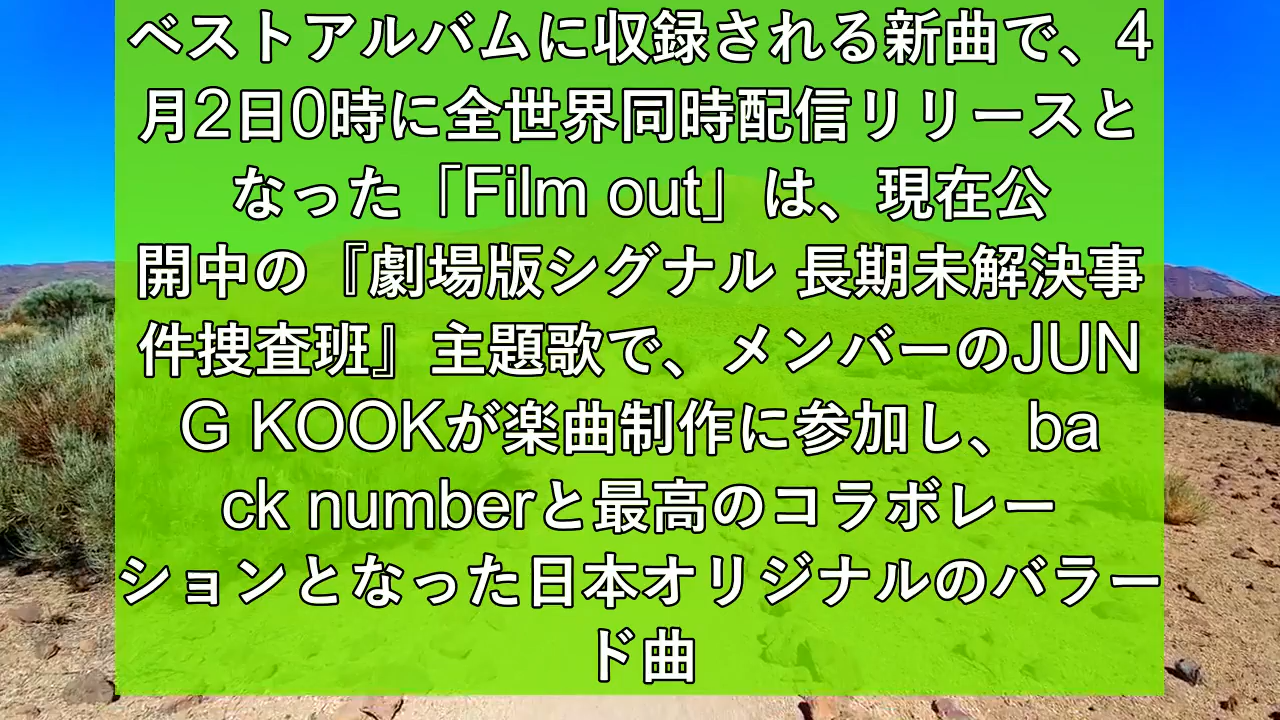 ベストアルバムに収録される新曲で、4
月2日0時に全世界同時配信リリースと
なった「Film out」は、現在公
開中の『劇場版シグナル 長期未解決事
件捜査班』主題歌で、メンバーのJUN
G KOOKが楽曲制作に参加し、ba
ck numberと最高のコラボレー
ションとなった日本オリジナルのバラー
ド曲